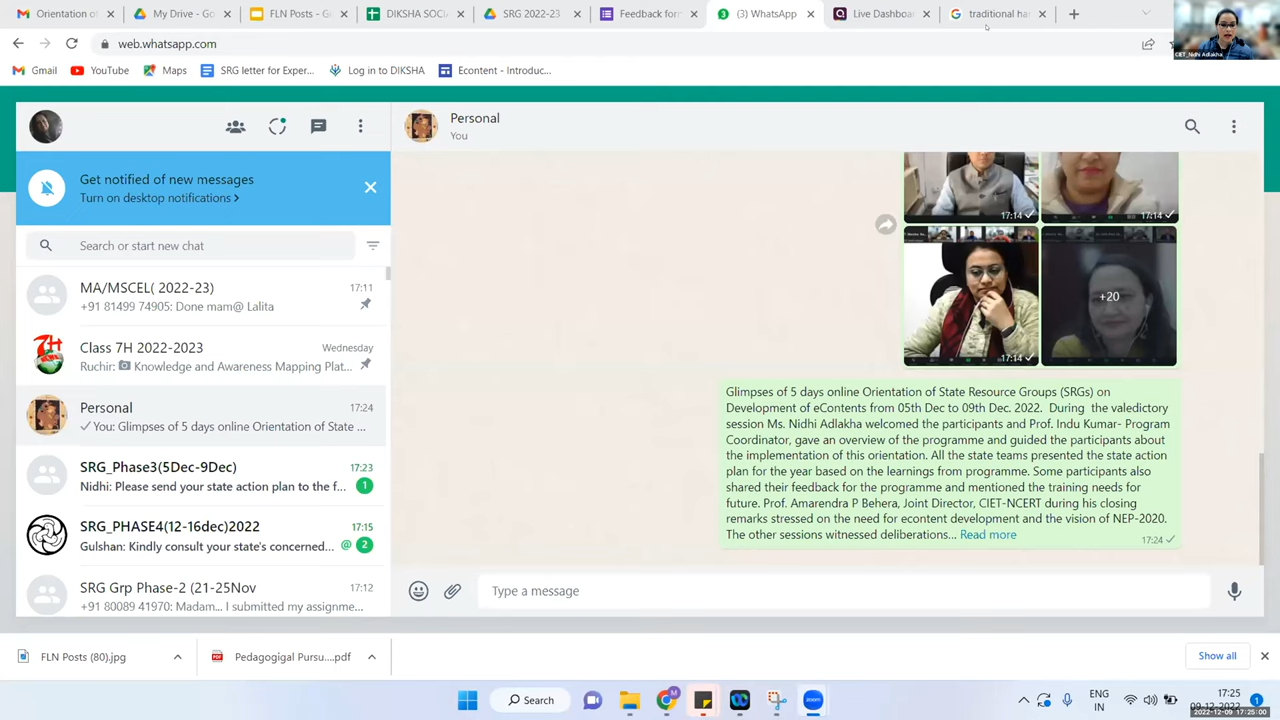 Orientation of
My Drive - Go
FLN Posts - G
DIKSHA SOCI
SRG 2022-23
Feedback for
(3) WhatsApp
Live Dashboa
traditional ha
web.whatsapp.com
CIET_Nidhi Adlakha
Gmail
YouTube
Maps
SRG letter for Exper...
Log in to DIKSHA
Econtent - Introduc...
Personal
You
Get notified of new messages
Turn on desktop notifications >
Search or start new chat
MA/MSCEL( 2022-23)
17:11
+91 81499 74905: Done mam@ Lalita
Class 7H 2022-2023
Wednesday
Ruchir: Knowledge and Awareness Mapping Plat...
Personal
17:24
You: Glimpses of 5 days online Orientation of State ...
SRG_Phase3(5Dec-9Dec)
17:23
Nidhi: Please send your state action plan to the f...
1
SRG_PHASE4(12-16dec)2022
17:15
Gulshan: Kindly consult your state's concerned...
@ 2
SRG Grp Phase-2 (21-25Nov
17:12
+91 80089 41970: Madam... I submitted my assignme...
17:14
17:14
17:14
+20
Glimpses of 5 days online Orientation of State Resource Groups (SRGs) on
Development of eContents from 05th Dec to 09th Dec. 2022. During the valedictory
session Ms. Nidhi Adlakha welcomed the participants and Prof. Indu Kumar- Program
Coordinator, gave an overview of the programme and guided the participants about
the implementation of this orientation. All the state teams presented the state action
plan for the year based on the learnings from programme. Some participants also
shared their feedback for the programme and mentioned the training needs for
future. Prof. Amarendra P Behera, Joint Director, CIET-NCERT during his closing
remarks stressed on the need for econtent development and the vision of NEP-2020.
The other sessions witnessed deliberations... Read more
17:24
Type a message
FLN Posts (80).jpg
Pedagogigal Pursu....pdf
Show all
Search
ENG
IN
17:25
09-12-2022
2022-12-09 17:25:00